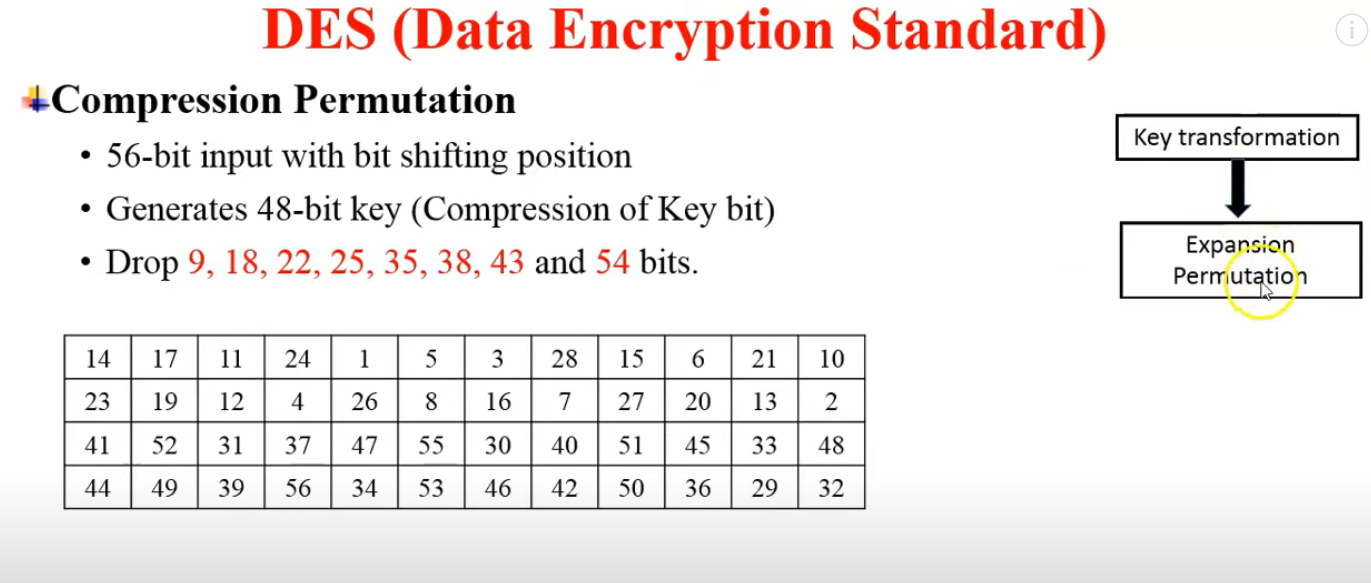 DES (Data Encryption Standard)
Compression Permutation
• 56-bit input with bit shifting position
• Generates 48-bit key (Compression of Key bit)
• Drop 9, 18, 22, 25, 35, 38, 43 and 54 bits.
Key transformation
Expansion
Permutation
14 17 11 24 1 5 3 28 15 6 21 10
23 19 12 4 26 8 16 7 27 20 13 2
41 52 31 37 47 55 30 40 51 45 33 48
44 49 39 56 34 53 46 42 50 36 29 32